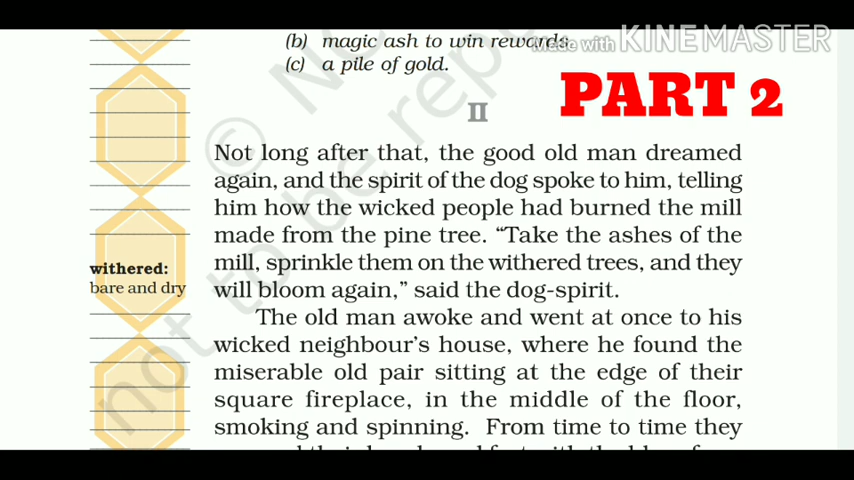 (b) magic ash to win rewards.
Made with KINEMASTER
(c) a pile of gold.
PART 2
II
Not long after that, the good old man dreamed
again, and the spirit of the dog spoke to him, telling
him how the wicked people had burned the mill
made from the pine tree. “Take the ashes of the
mill, sprinkle them on the withered trees, and they
will bloom again,” said the dog-spirit.
withered:
bare and dry
The old man awoke and went at once to his
wicked neighbour’s house, where he found the
miserable old pair sitting at the edge of their
square fireplace, in the middle of the floor,
smoking and spinning. From time to time they
© N
not to be rep